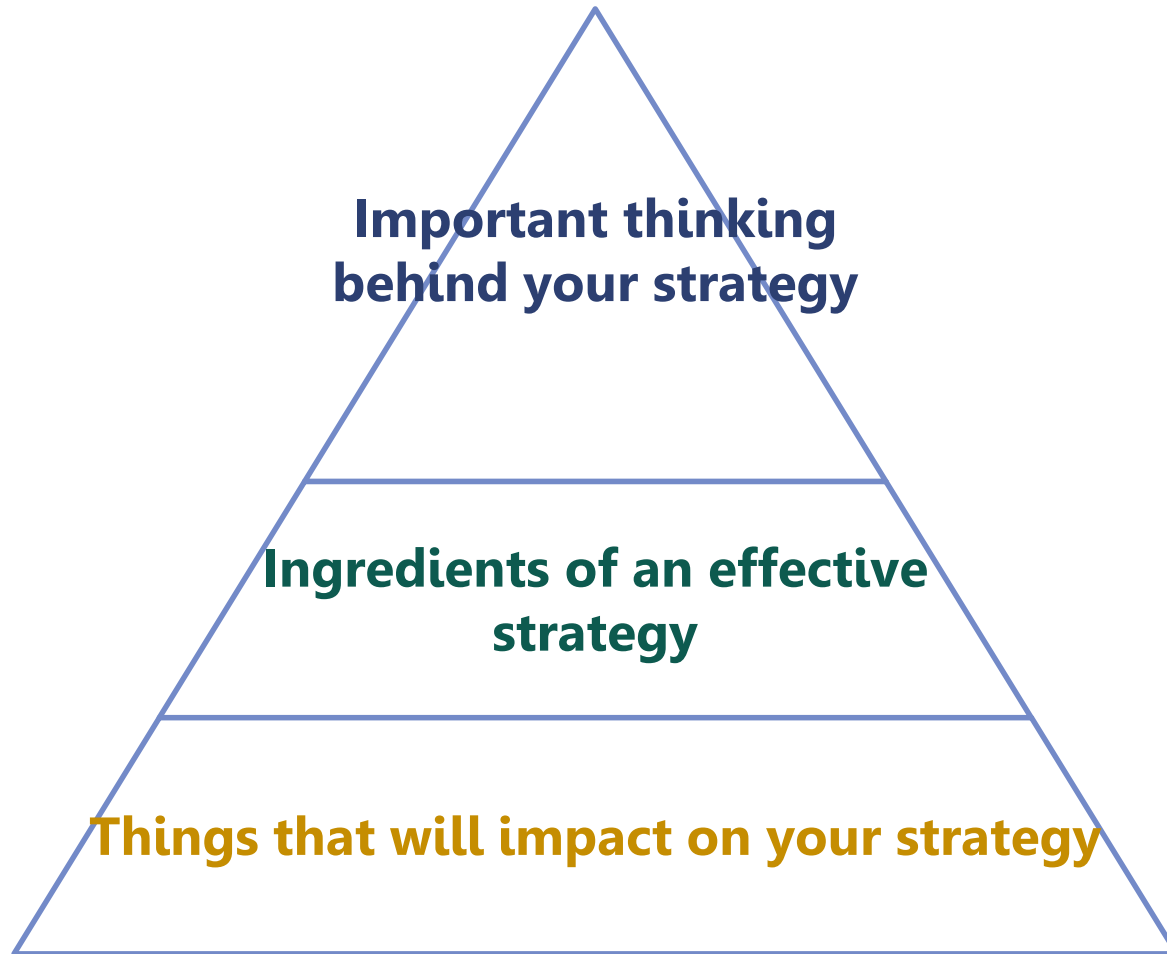 Important thinking
behind your strategy
Ingredients of an effective
strategy
Things that will impact on your strategy